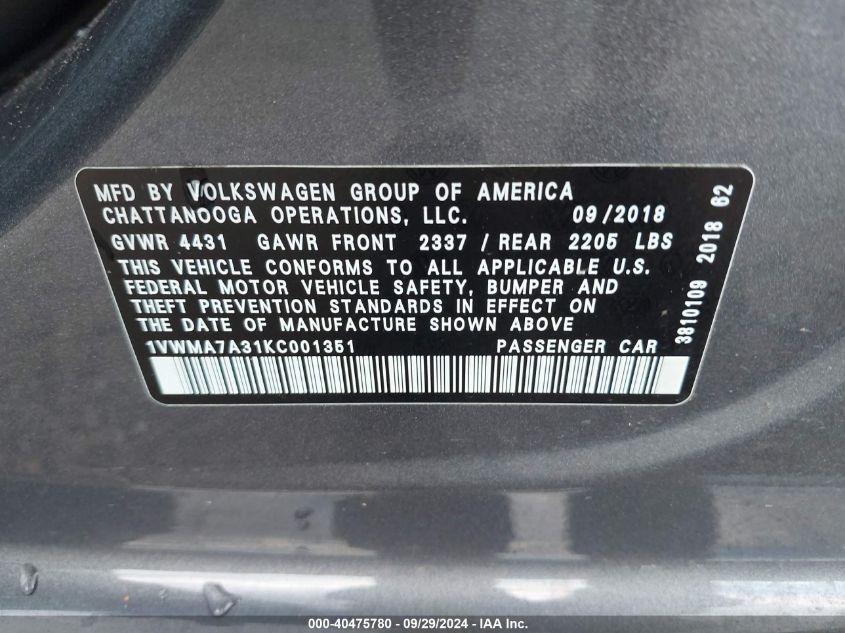 MFD BY VOLKSWAGEN GROUP OF AMERICA
CHATTANOOGA OPERATIONS, LLC. 09/2018
GVWR 4431 GAWR FRONT 2337 / REAR 2205 LBS
THIS VEHICLE CONFORMS TO ALL APPLICABLE U.S.
FEDERAL MOTOR VEHICLE SAFETY, BUMPER AND
THEFT PREVENTION STANDARDS IN EFFECT ON
THE DATE OF MANUFACTURE SHOWN ABOVE
1VWMA7A31KC001351 PASSENGER CAR
3810109 2018 62
000-40475780 - 09/29/2024 - IAA Inc.